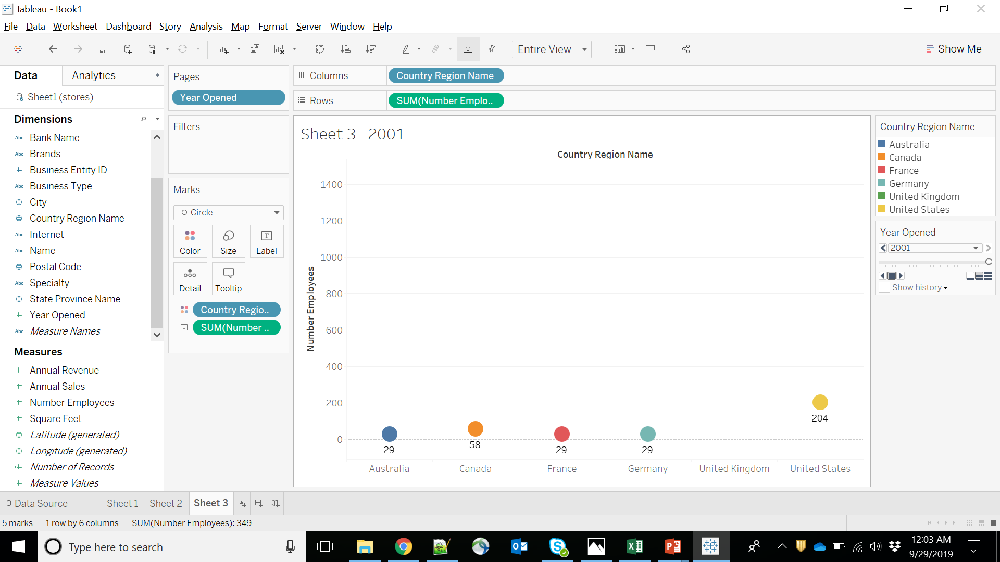 Tableau - Book1
File Data Worksheet Dashboard Story Analysis Map Format Server Window Help
Entire View
Show Me
Data
Analytics
Sheet1 (stores)
Dimensions
Abc Bank Name
Abc Brands
# Business Entity ID
Abc Business Type
City
Country Region Name
Abc Internet
Abc Name
Postal Code
Abc Specialty
State Province Name
# Year Opened
Abc Measure Names
Measures
# Annual Revenue
# Annual Sales
# Number Employees
# Square Feet
Latitude (generated)
Longitude (generated)
=# Number of Records
# Measure Values
Pages
Year Opened
Filters
Marks
Circle
Color
Size
T
Label
Detail
Tooltip
Country Regio..
T SUM(Number ..
Columns
Country Region Name
Rows
SUM(Number Emplo..
Sheet 3 - 2001
Country Region Name
Number Employees
1400
1200
1000
800
600
400
200
0
29
58
29
29
204
Australia
Canada
France
Germany
United Kingdom
United States
Country Region Name
Australia
Canada
France
Germany
United Kingdom
United States
Year Opened
2001
Show history
Data Source
Sheet 1
Sheet 2
Sheet 3
5 marks
1 row by 6 columns
SUM(Number Employees): 349
Type here to search
12:03 AM
9/29/2019